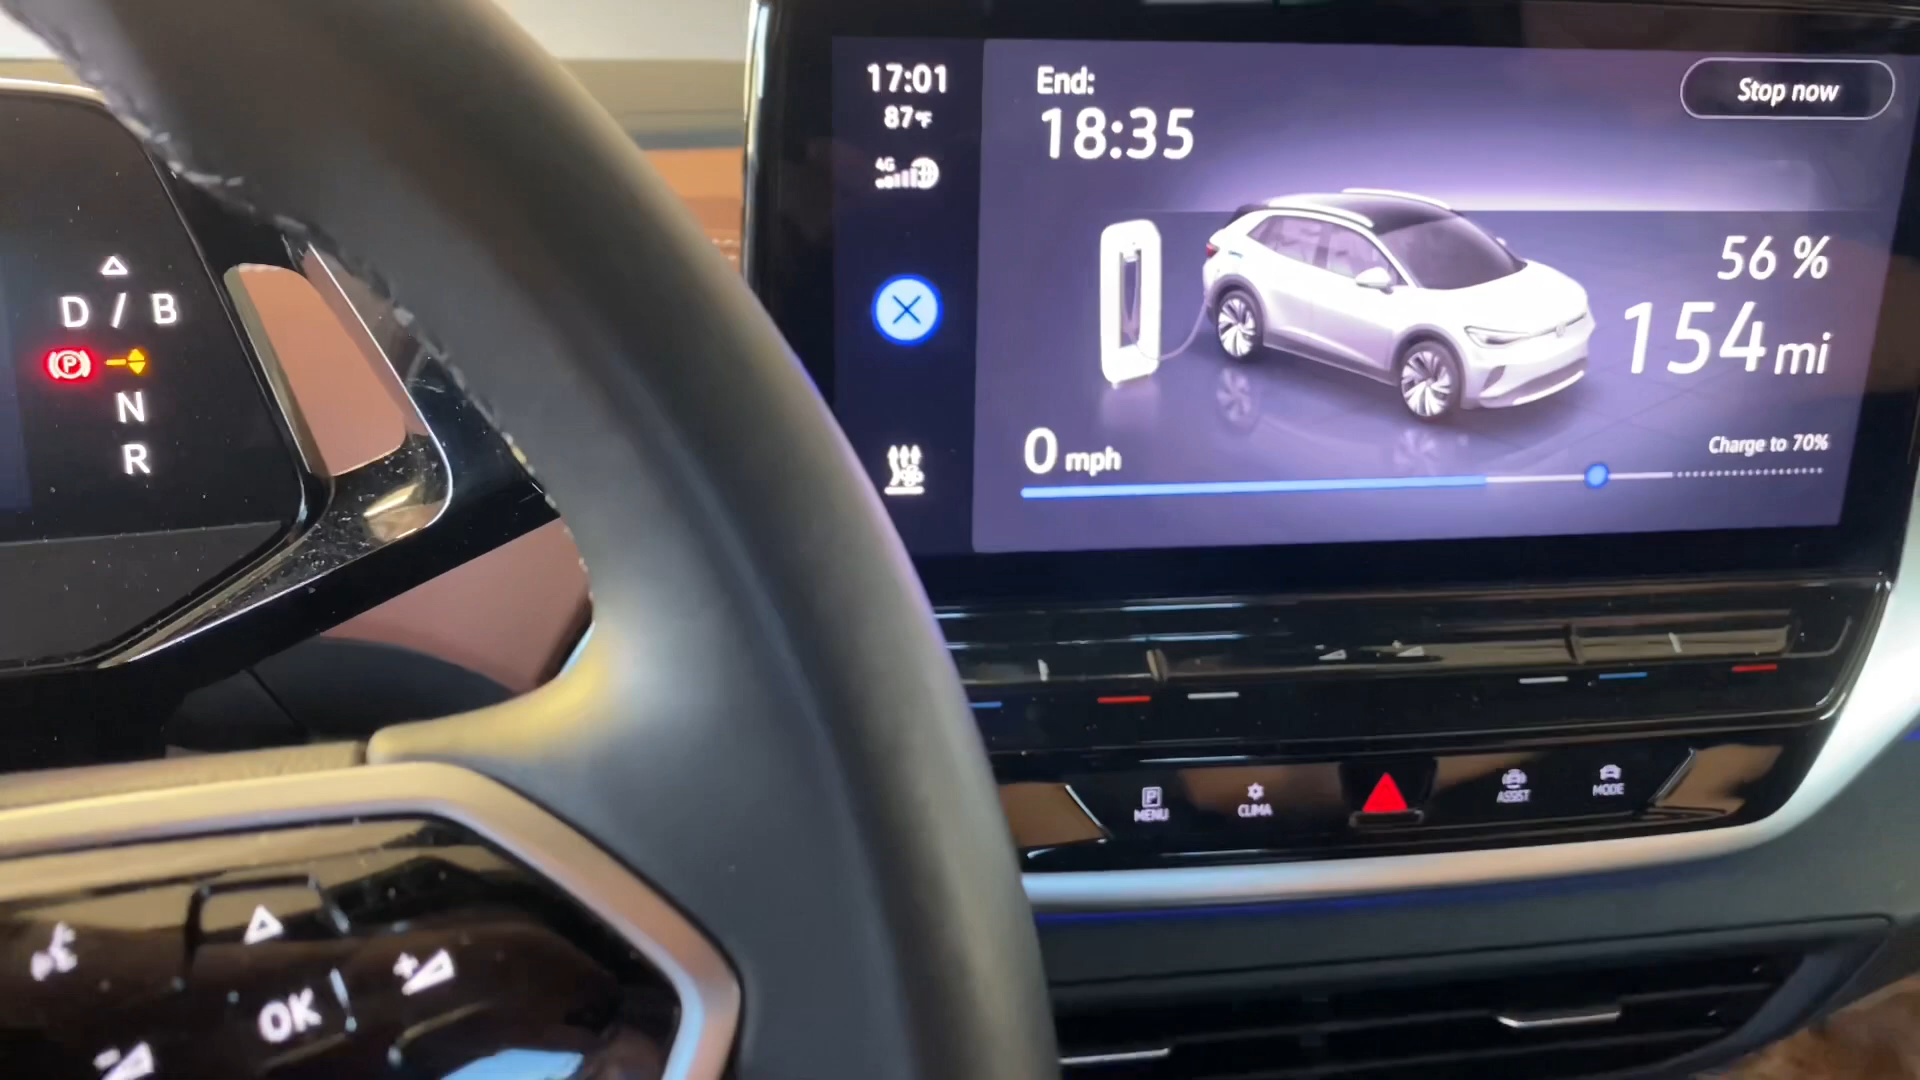 17:01
87°F
4G
End:
18:35
Stop now
56 %
154 mi
Charge to 70%
0 mph
D / B
P
N
R
P
MENU
CLIMA
ASSIST
MODE
OK